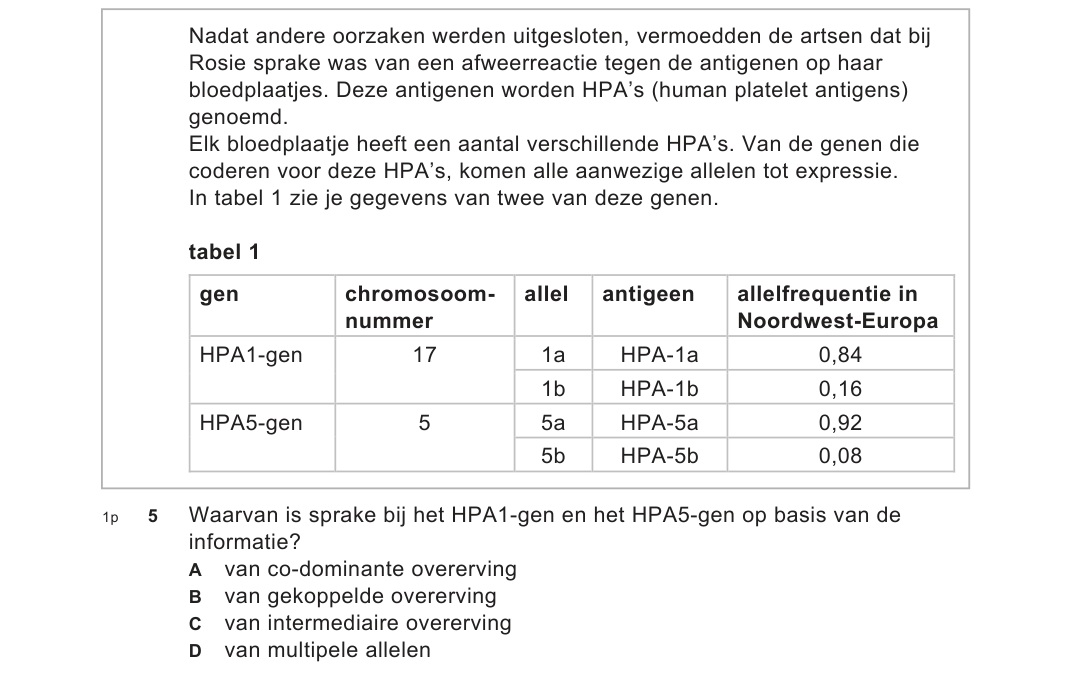 Nadat andere oorzaken werden uitgesloten, vermoedden de artsen dat bij
Rosie sprake was van een afweerreactie tegen de antigenen op haar
bloedplaatjes. Deze antigenen worden HPA's (human platelet antigens)
genoemd.
Elk bloedplaatje heeft een aantal verschillende HPA's. Van de genen die
coderen voor deze HPA's, komen alle aanwezige allelen tot expressie.
In tabel 1 zie je gegevens van twee van deze genen.
tabel 1
gen chromosoom- allel antigeen allelfrequentie in
nummer Noordwest-Europa
HPA1-gen 17 1a HPA-1a 0,84
1b HPA-1b 0,16
HPA5-gen 5 5a HPA-5a 0,92
5b HPA-5b 0,08
1p 5 Waarvan is sprake bij het HPA1-gen en het HPA5-gen op basis van de
informatie?
A van co-dominante overerving
B van gekoppelde overerving
C van intermediaire overerving
D van multipele allelen